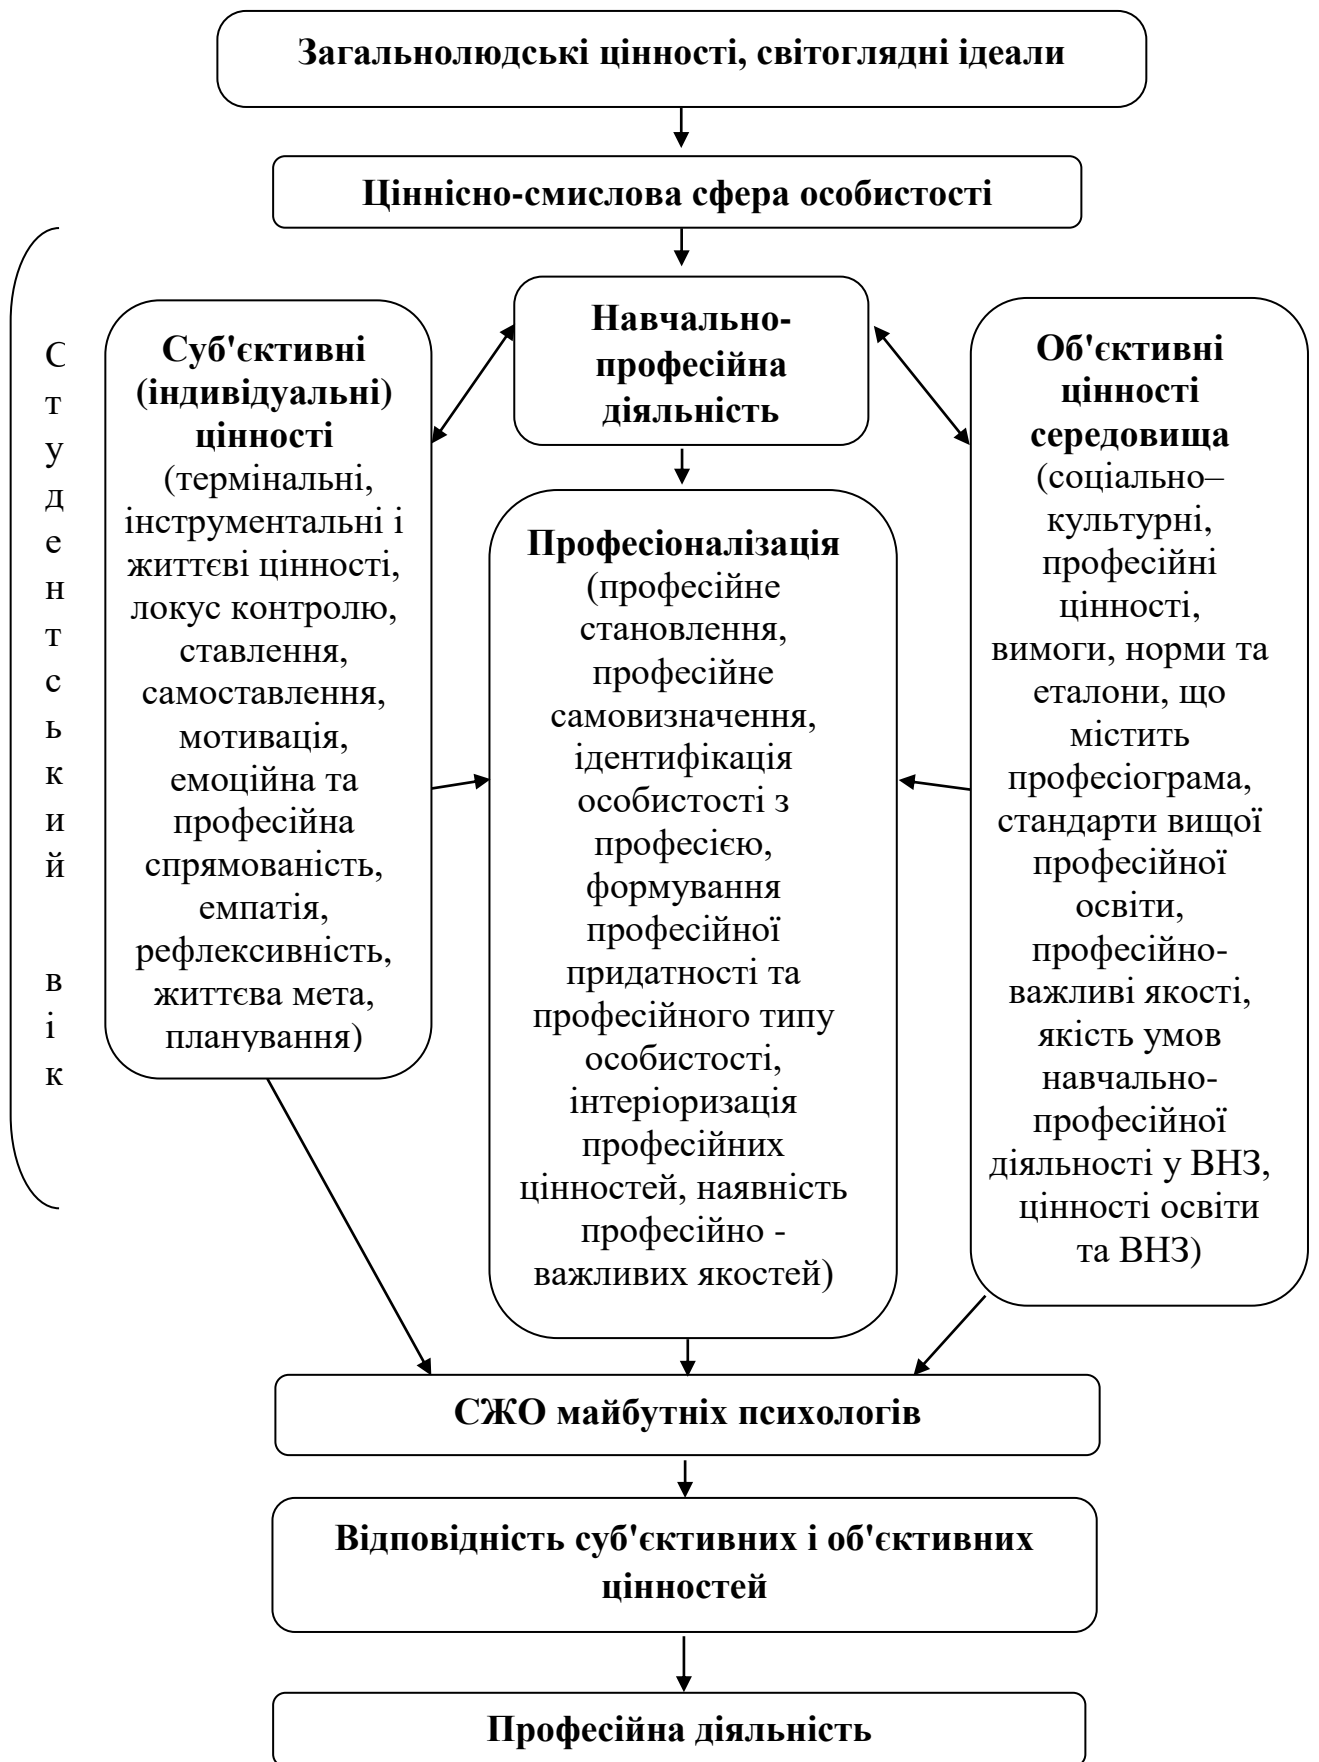 Загальнолюдські цінності, світоглядні ідеали
Ціннісно-смислова сфера особистості
Студентський вік
Суб'єктивні
(індивідуальні)
цінності
(термінальні,
інструментальні і
життєві цінності,
локус контролю,
ставлення,
самоставлення,
мотивація,
емоційна та
професійна
спрямованість,
емпатія,
рефлексивність,
життєва мета,
планування)
Навчально-
професійна
діяльність
Професіоналізація
(професійне
становлення,
професійне
самовизначення,
ідентифікація
особистості з
професією,
формування
професійної
придатності та
професійного типу
особистості,
інтеріоризація
професійних
цінностей, наявність
професійно -
важливих якостей)
Об'єктивні
цінності
середовища
(соціально–
культурні,
професійні
цінності,
вимоги, норми та
еталони, що
містить
професіограма,
стандарти вищої
професійної
освіти,
професійно-
важливі якості,
якість умов
навчально-
професійної
діяльності у ВНЗ,
цінності освіти
та ВНЗ)
СЖО майбутніх психологів
Відповідність суб'єктивних і об'єктивних
цінностей
Професійна діяльність